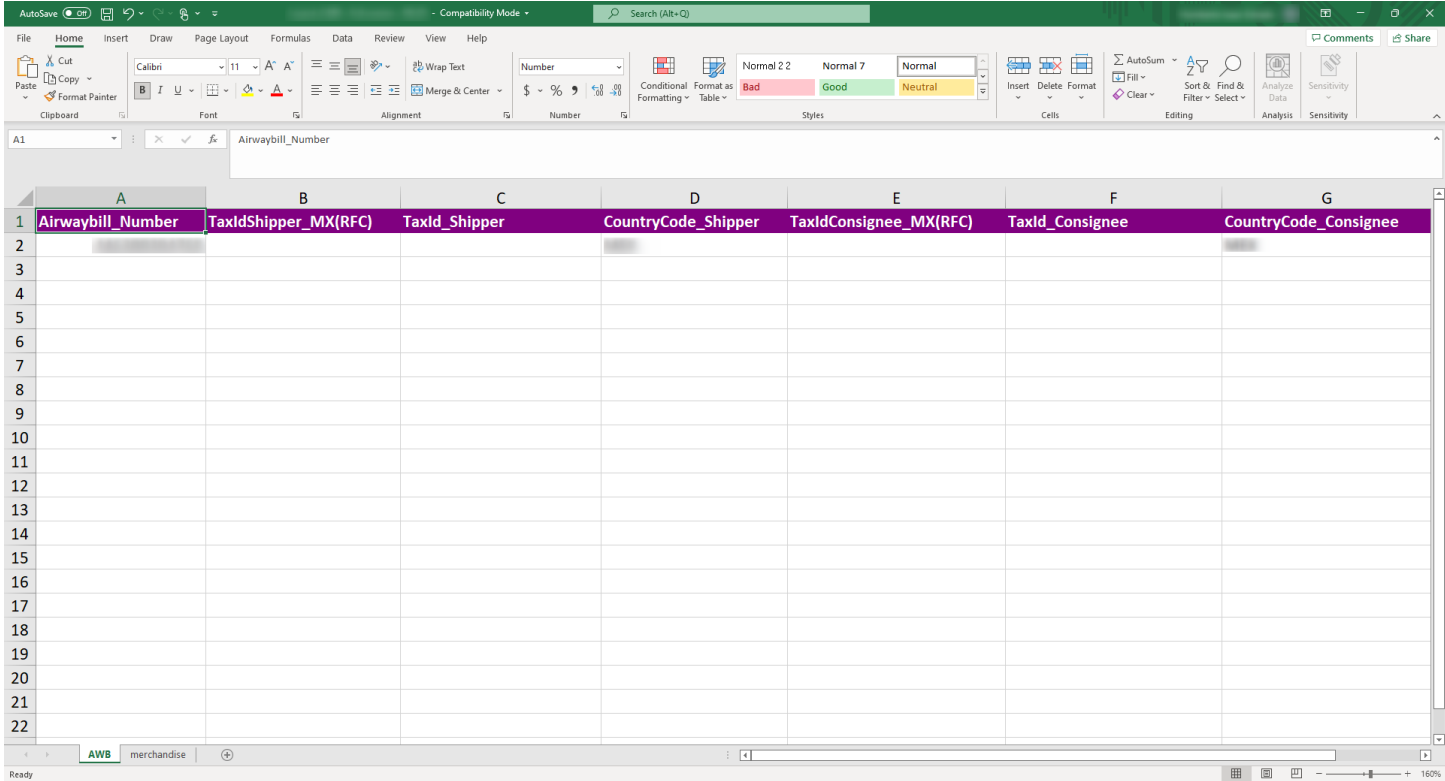 AutoSave Off - Compatibility Mode Search (Alt+Q)
File Home Insert Draw Page Layout Formulas Data Review View Help Comments Share
Paste Cut Copy Format Painter
Calibri 11 B I U A
Wrap Text Merge & Center
Number $ % 9
Conditional Formatting Format as Table
Normal 2 2 Normal 7 Normal
Bad Good Neutral
Insert Delete Format
AutoSum Fill Clear
Sort & Filter Find & Select
Analyze Data Sensitivity
Clipboard Font Alignment Number Styles Cells Editing Analysis Sensitivity
A1 fx Airwaybill_Number
A B C D E F G
1 Airwaybill_Number TaxIdShipper_MX(RFC) TaxId_Shipper CountryCode_Shipper TaxIdConsignee_MX(RFC) TaxId_Consignee CountryCode_Consignee
2
3
4
5
6
7
8
9
10
11
12
13
14
15
16
17
18
19
20
21
22
AWB merchandise
Ready 160%